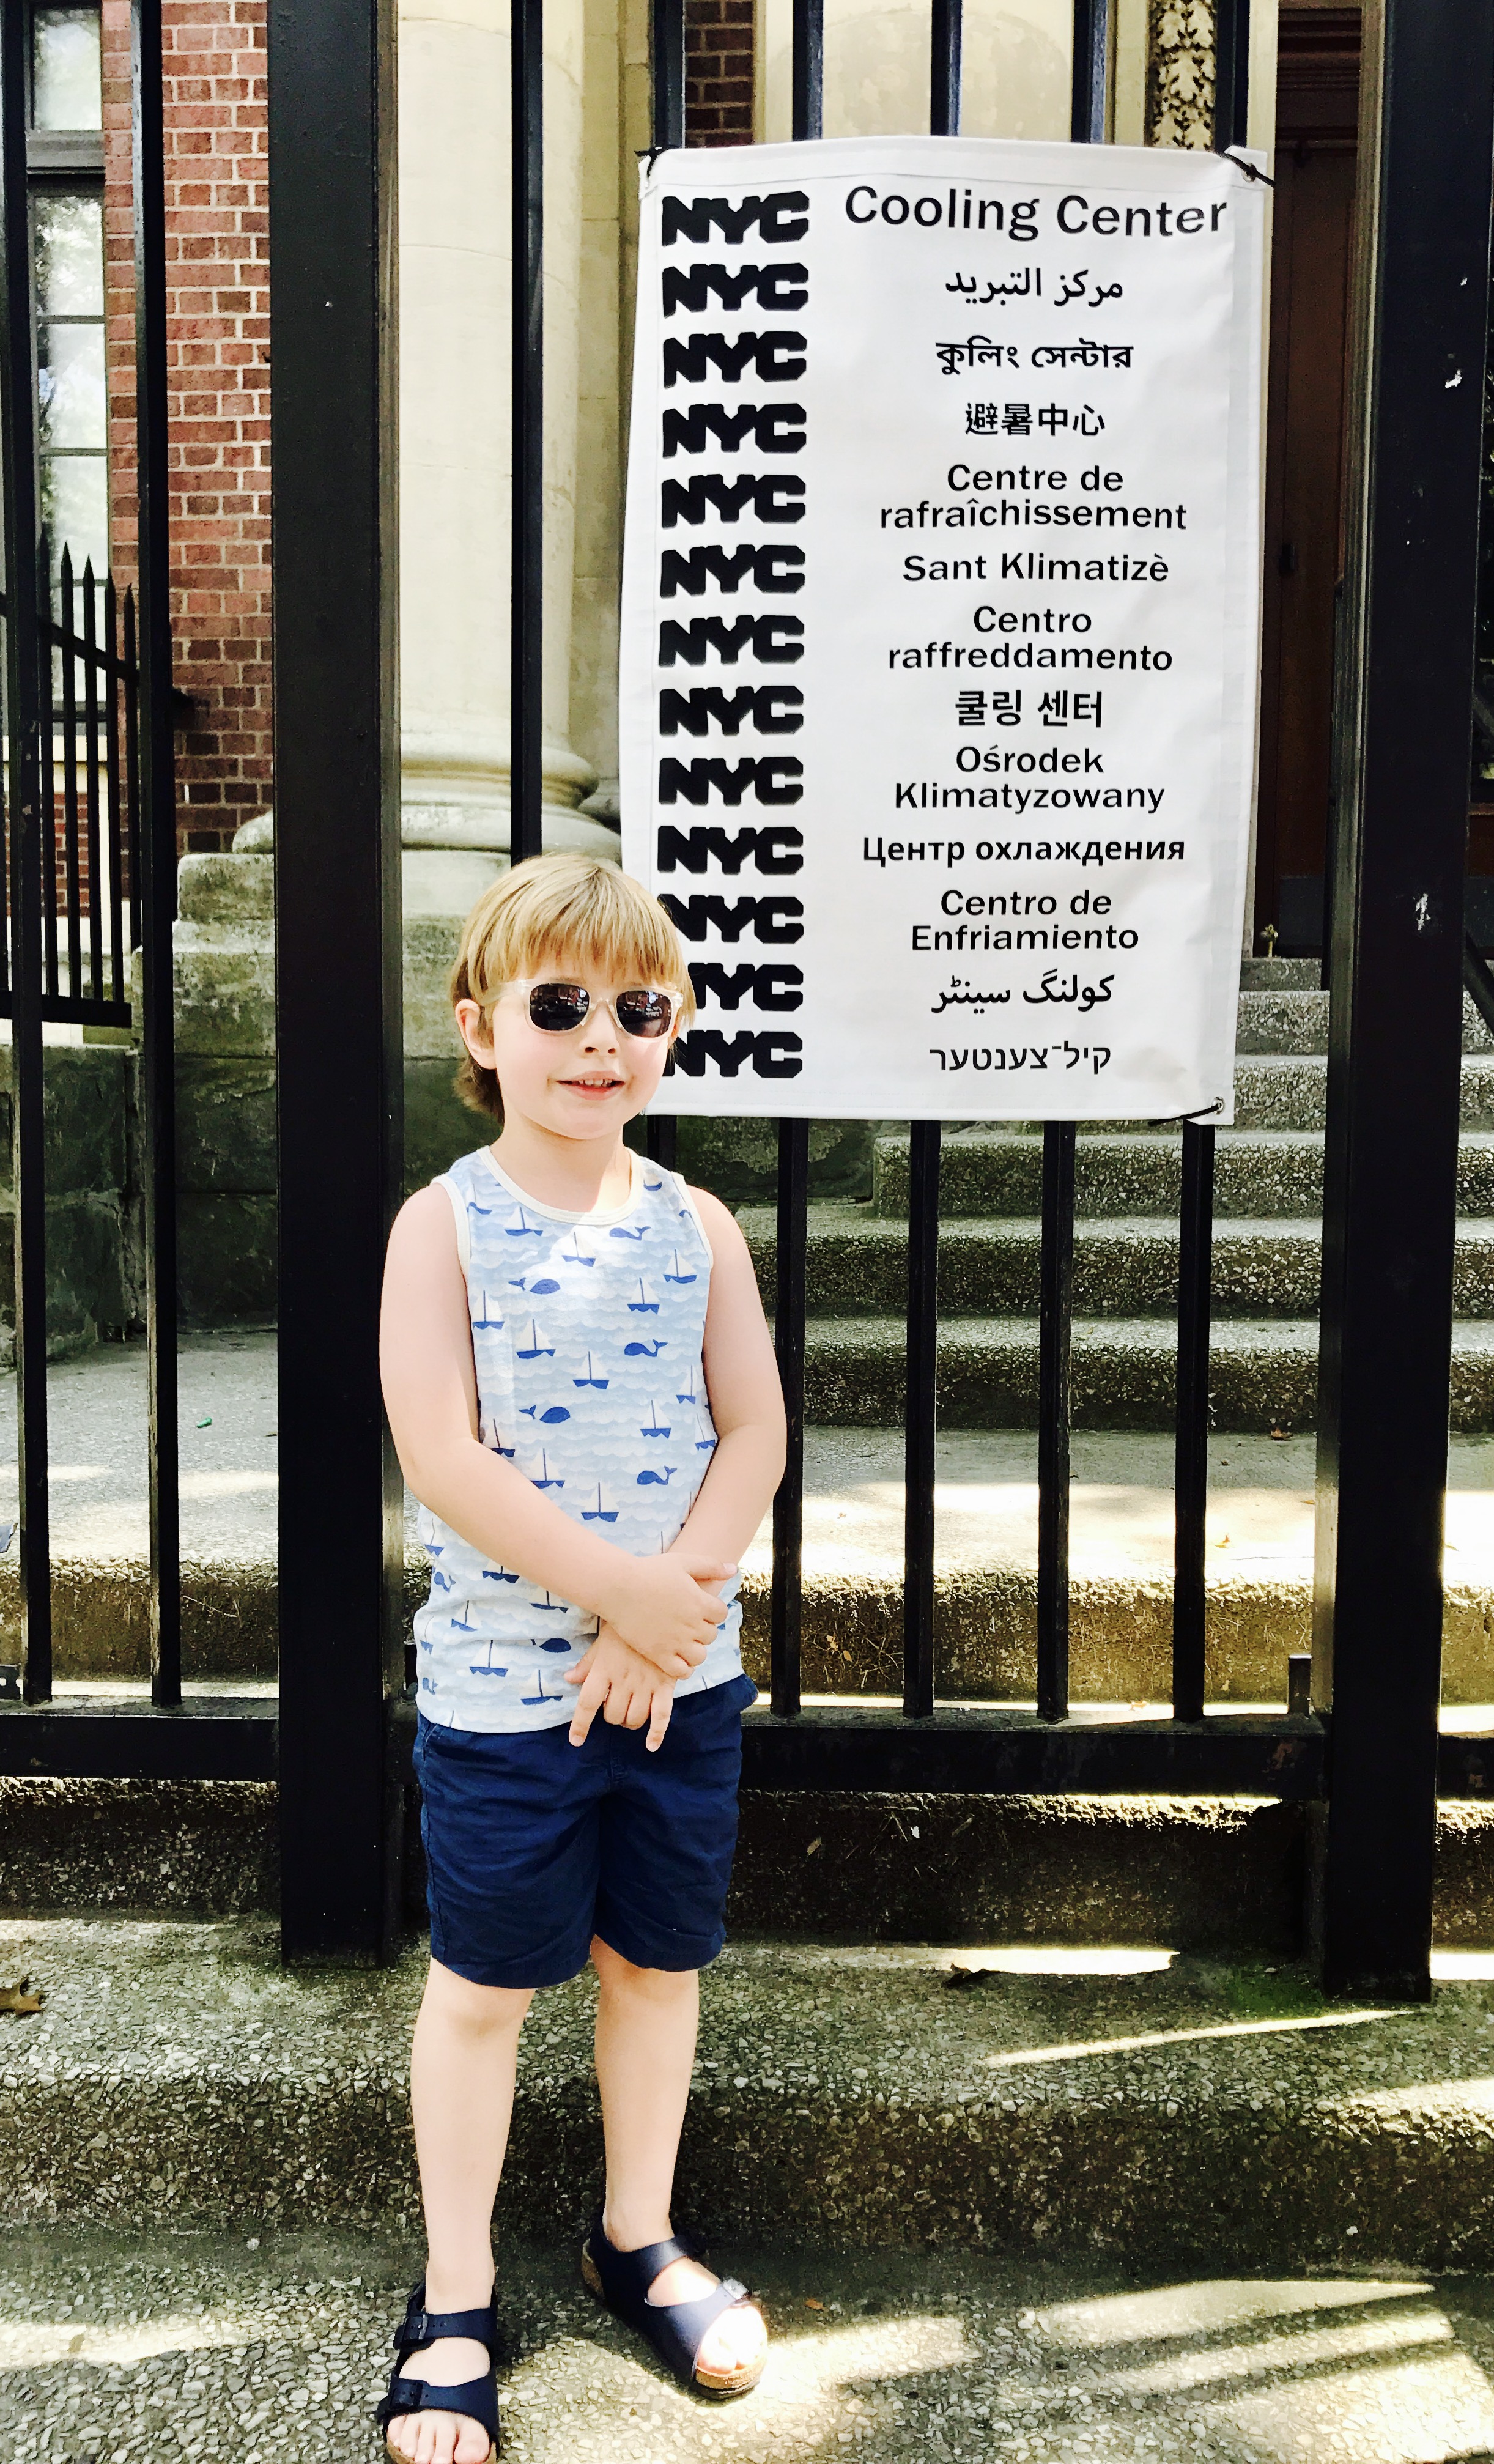 NYC Cooling Center
NYC مركز التبريد
NYC কুলিং সেন্টার
NYC 避暑中心
NYC Centre de
rafraîchissement
NYC Sant Klimatizè
NYC Centro
raffreddamento
NYC 쿨링 센터
NYC Ośrodek
Klimatyzowany
NYC Центр охлаждения
NYC Centro de
Enfriamiento
NYC کولنگ سینٹر
NYC קיל־צענטער